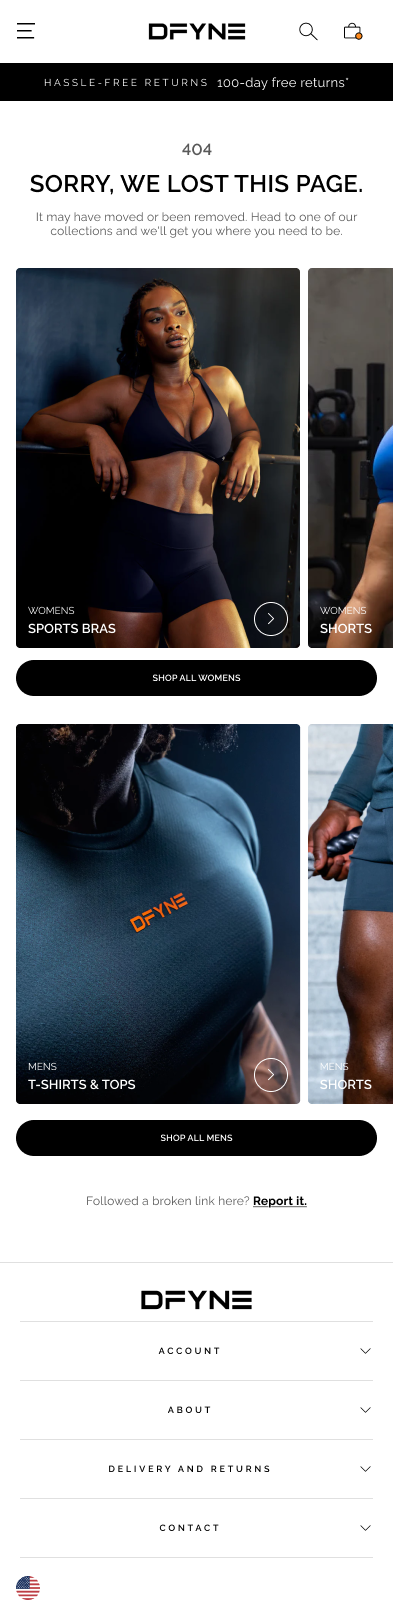 DFYNE
HASSLE-FREE RETURNS 100-day free returns*
404
SORRY, WE LOST THIS PAGE.
It may have moved or been removed. Head to one of our
collections and we'll get you where you need to be.
WOMENS
SPORTS BRAS
WOMENS
SHORTS
SHOP ALL WOMENS
DFYNE
MENS
T-SHIRTS & TOPS
MENS
SHORTS
SHOP ALL MENS
Followed a broken link here? Report it.
DFYNE
ACCOUNT
ABOUT
DELIVERY AND RETURNS
CONTACT